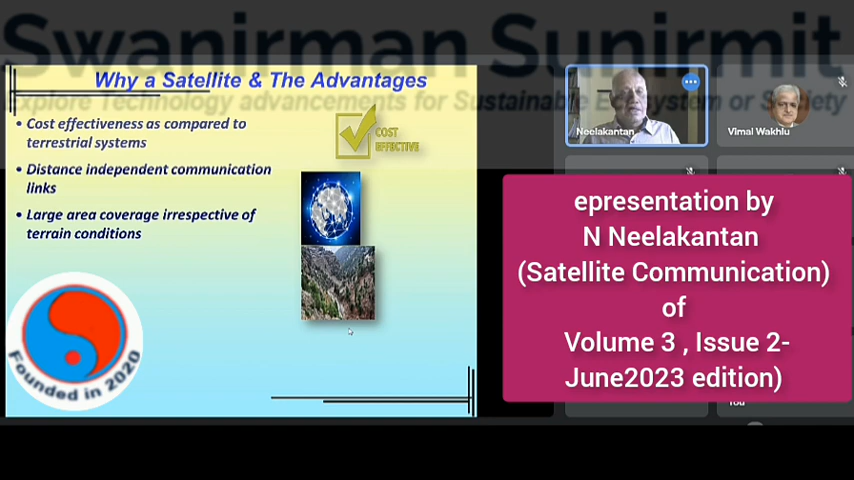 Swanirman Sunirmit
Explore Technology advancements for Sustainable Ecosystem or Society
Why a Satellite & The Advantages
• Cost effectiveness as compared to
terrestrial systems
• Distance independent communication
links
• Large area coverage irrespective of
terrain conditions
COST
EFFECTIVE
Founded in 2020
Neelakantan
Vimal Wakhlu
epresentation by
N Neelakantan
(Satellite Communication)
of
Volume 3 , Issue 2-
June2023 edition)
You